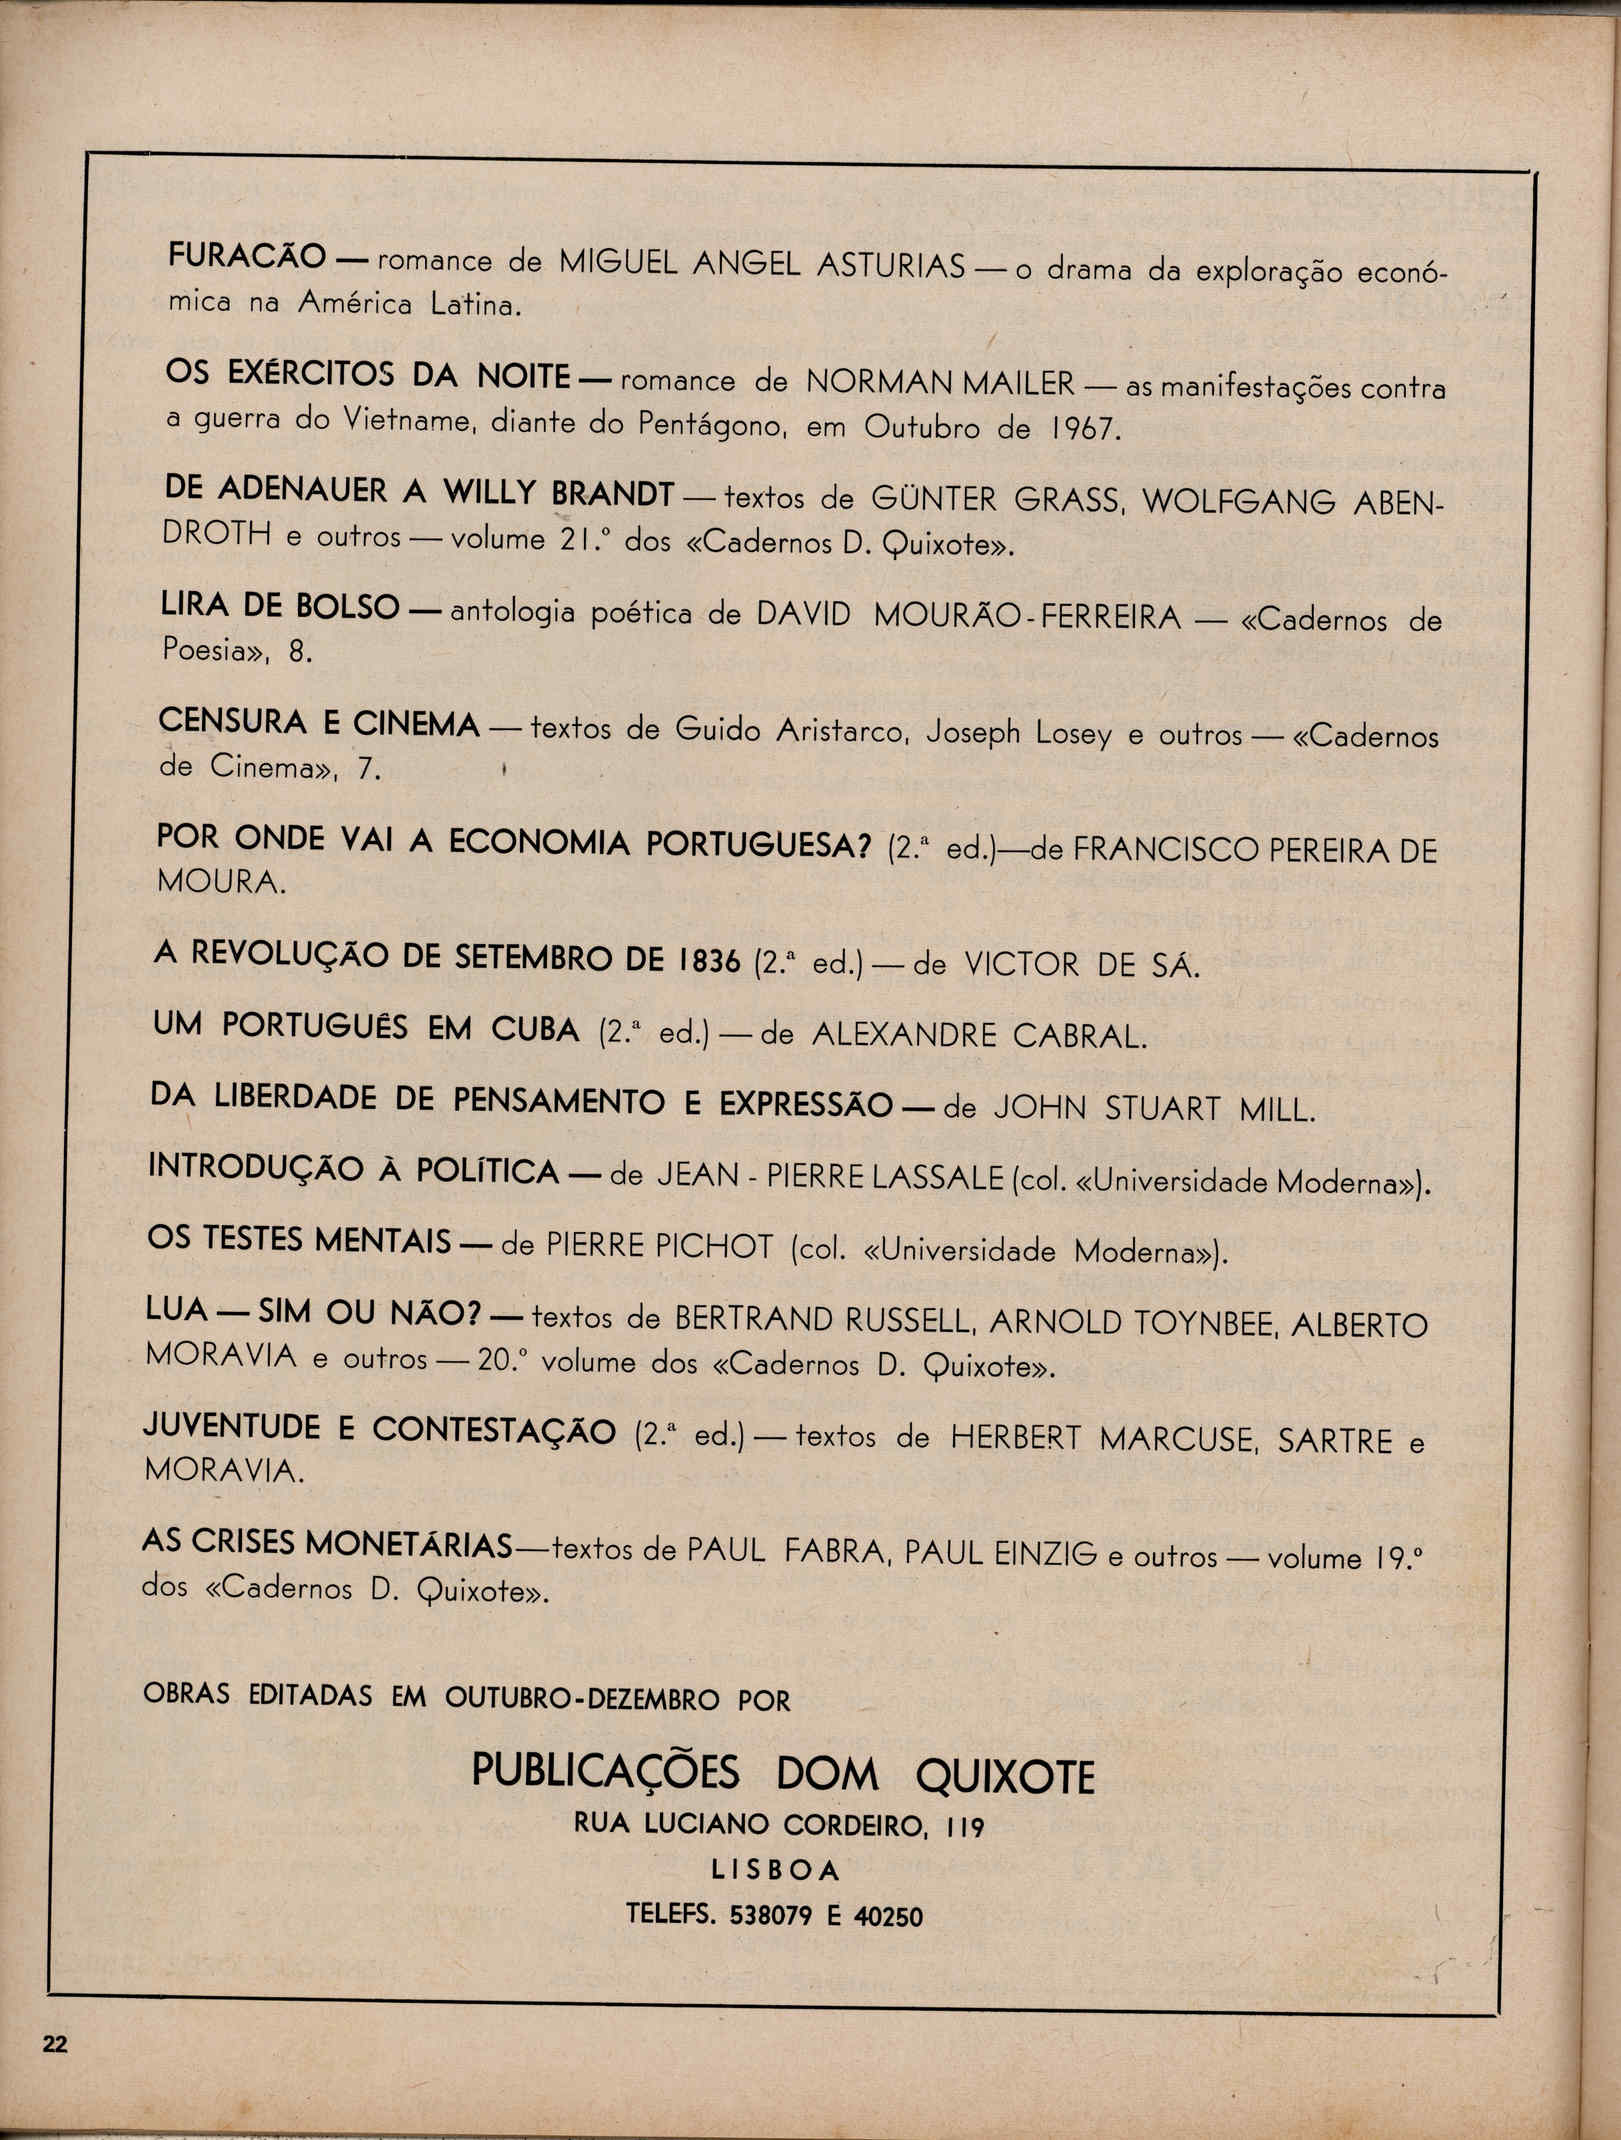 FURACÃO — romance de MIGUEL ANGEL ASTURIAS — o drama da exploração econó-
mica na América Latina.
OS EXÉRCITOS DA NOITE — romance de NORMAN MAILER — as manifestações contra
a guerra do Vietname, diante do Pentágono, em Outubro de 1967.
DE ADENAUER A WILLY BRANDT — textos de GÜNTER GRASS, WOLFGANG ABEN-
DROTH e outros — volume 21.º dos «Cadernos D. Quixote».
LIRA DE BOLSO — antologia poética de DAVID MOURÃO-FERREIRA — «Cadernos de
Poesia», 8.
CENSURA E CINEMA — textos de Guido Aristarco, Joseph Losey e outros — «Cadernos
de Cinema», 7.
POR ONDE VAI A ECONOMIA PORTUGUESA? (2.ª ed.)—de FRANCISCO PEREIRA DE
MOURA.
A REVOLUÇÃO DE SETEMBRO DE 1836 (2.ª ed.) — de VICTOR DE SÁ.
UM PORTUGUÊS EM CUBA (2.ª ed.) — de ALEXANDRE CABRAL.
DA LIBERDADE DE PENSAMENTO E EXPRESSÃO — de JOHN STUART MILL.
INTRODUÇÃO À POLÍTICA — de JEAN - PIERRE LASSALE (col. «Universidade Moderna»).
OS TESTES MENTAIS — de PIERRE PICHOT (col. «Universidade Moderna»).
LUA — SIM OU NÃO? — textos de BERTRAND RUSSELL, ARNOLD TOYNBEE, ALBERTO
MORAVIA e outros — 20.º volume dos «Cadernos D. Quixote».
JUVENTUDE E CONTESTAÇÃO (2.ª ed.) — textos de HERBERT MARCUSE, SARTRE e
MORAVIA.
AS CRISES MONETÁRIAS—textos de PAUL FABRA, PAUL EINZIG e outros — volume 19.º
dos «Cadernos D. Quixote».
OBRAS EDITADAS EM OUTUBRO-DEZEMBRO POR
PUBLICAÇÕES DOM QUIXOTE
RUA LUCIANO CORDEIRO, 119
LISBOA
TELEFS. 538079 E 40250
22